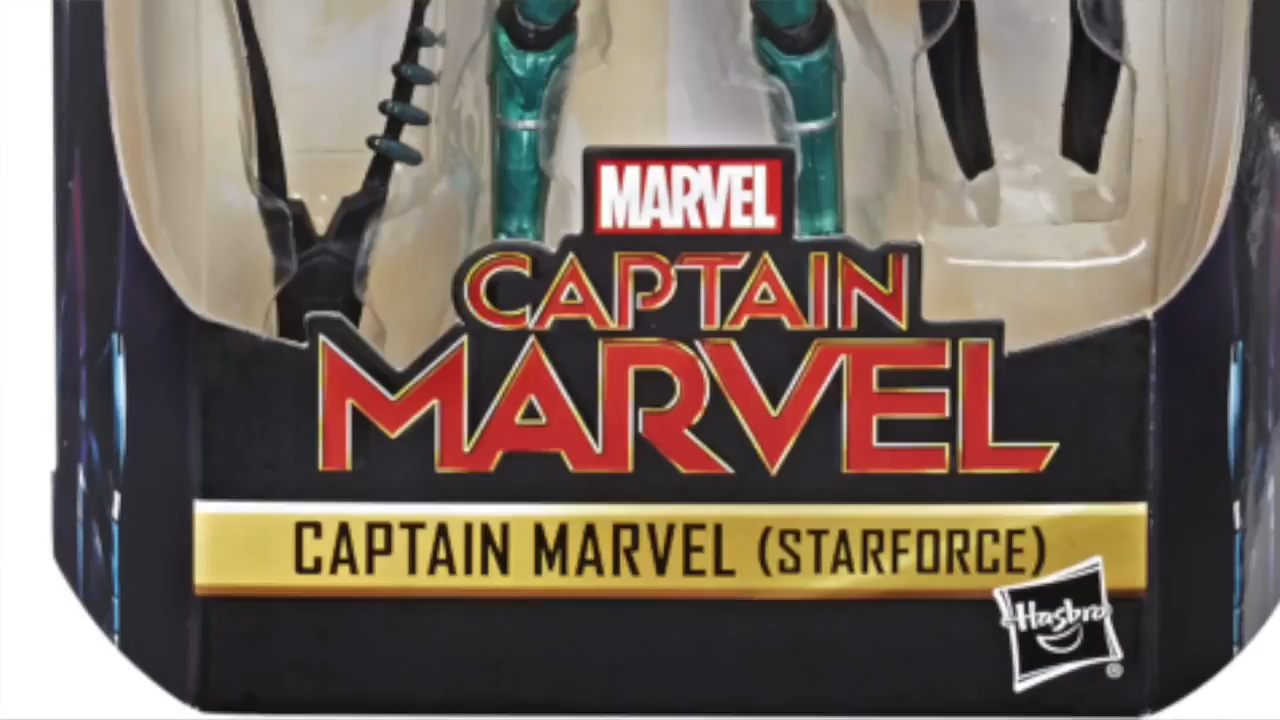 MARVEL
CAPTAIN
MARVEL
CAPTAIN MARVEL (STARFORCE)
Hasbro
®